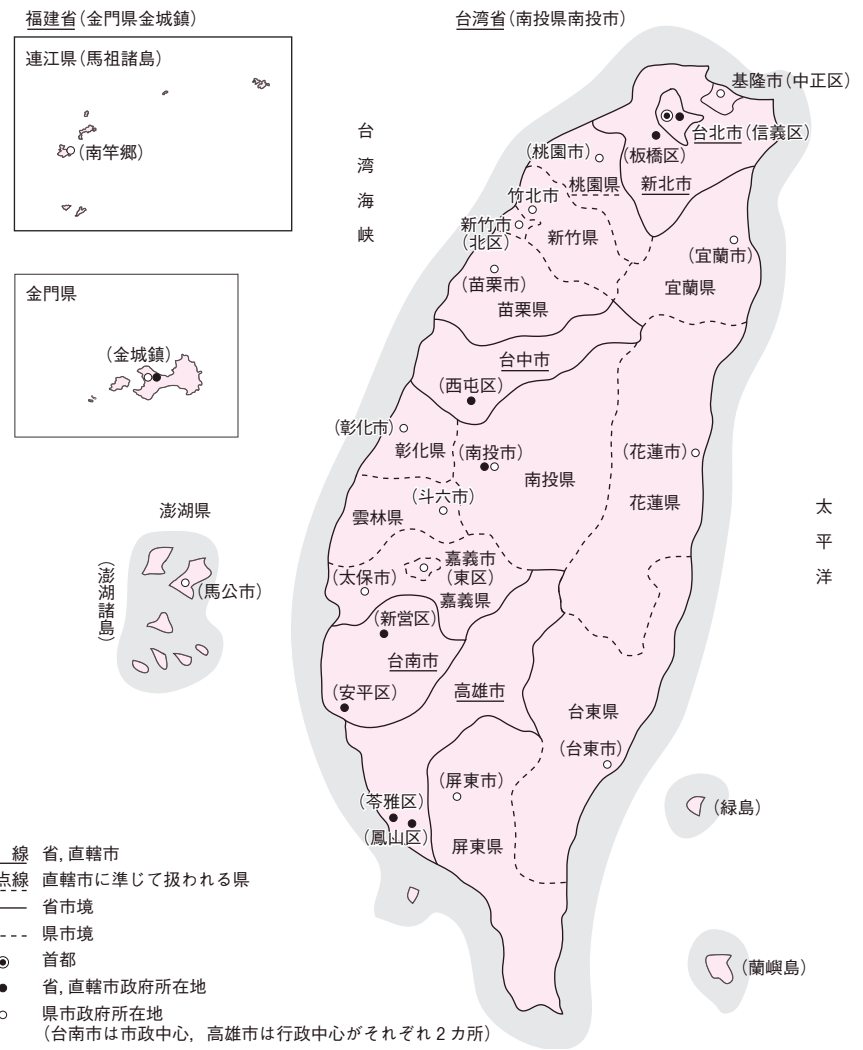 福建省(金門県金城鎮)
台湾省(南投県南投市)
連江県(馬祖諸島)
(南竿郷)
金門県
(金城鎮)
台湾海峡
基隆市(中正区)
台北市(信義区)
(板橋区)
新北市
(桃園市)
桃園県
竹北市
新竹市
(北区)
新竹県
(宜蘭市)
宜蘭県
(苗栗市)
苗栗県
台中市
(西屯区)
(彰化市)
彰化県
(南投市)
南投県
(花蓮市)
花蓮県
(斗六市)
雲林県
太平洋
澎湖県
(澎湖諸島)
(馬公市)
嘉義市
(東区)
(太保市)
嘉義県
(新営区)
台南市
(安平区)
高雄市
台東県
(台東市)
(屏東市)
屏東県
(苓雅区)
(鳳山区)
(緑島)
(蘭嶼島)
線 省,直轄市
点線 直轄市に準じて扱われる県
省市境
県市境
首都
省,直轄市政府所在地
県市政府所在地
(台南市は市政中心,高雄市は行政中心がそれぞれ2カ所)